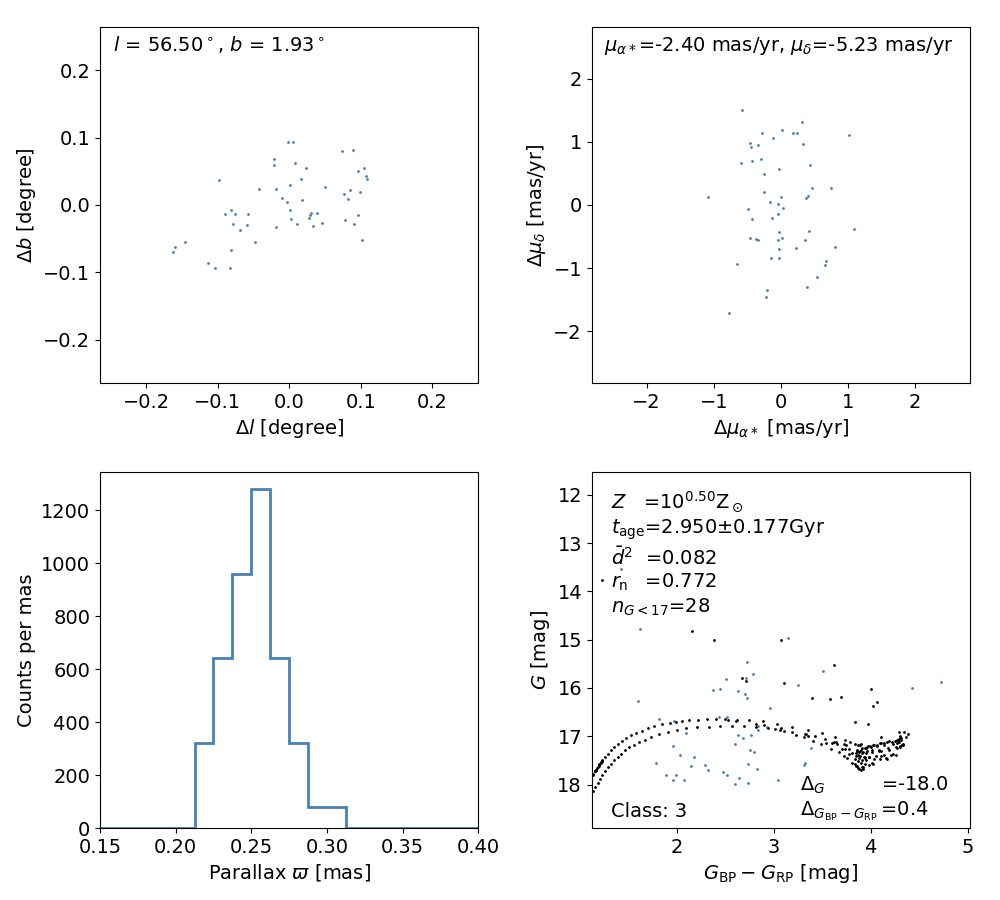 l = 56.50°, b = 1.93°
0.2
0.1
0.0
−0.1
−0.2
Δb [degree]
−0.2 −0.1 0.0 0.1 0.2
Δl [degree]
μα*=-2.40 mas/yr, μδ=-5.23 mas/yr
2
1
0
−1
−2
Δμδ [mas/yr]
−2 −1 0 1 2
Δμα* [mas/yr]
1200
1000
800
600
400
200
0
Counts per mas
0.15 0.20 0.25 0.30 0.35 0.40
Parallax ϖ [mas]
Z =10^0.50Z⊙
tage=2.950±0.177Gyr
d̄² =0.082
rn =0.772
nG<17=28
12
13
14
15
16
17
18
G [mag]
ΔG =-18.0
ΔGBP−GRP=0.4
Class: 3
2 3 4 5
GBP − GRP [mag]